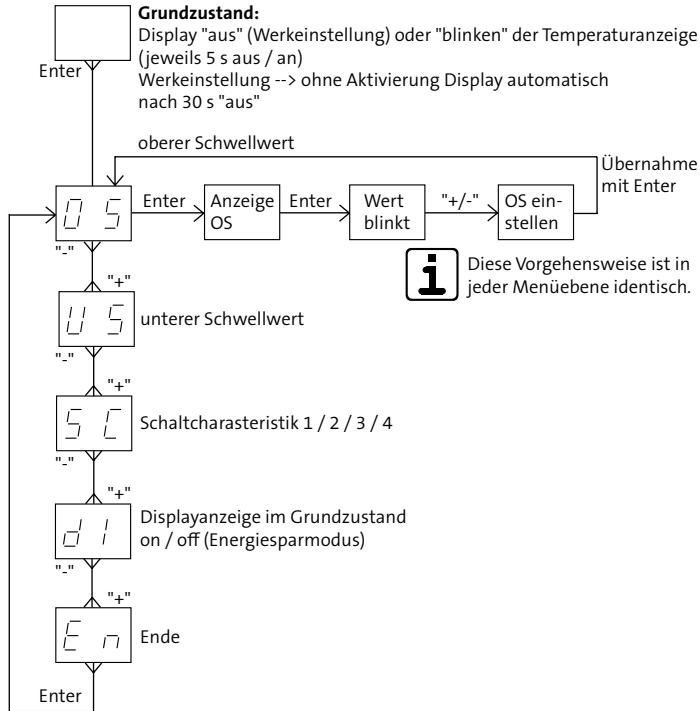 Grundzustand:
Display "aus" (Werkeinstellung) oder "blinken" der Temperaturanzeige
(jeweils 5 s aus / an)
Werkeinstellung --> ohne Aktivierung Display automatisch
nach 30 s "aus"
Enter
oberer Schwellwert
Übernahme
mit Enter
O S
Enter
Anzeige
OS
Enter
Wert
blinkt
"+/-"
OS ein-
stellen
"-"
i
Diese Vorgehensweise ist in
jeder Menüebene identisch.
"+"
U S
unterer Schwellwert
"-"
"+"
S C
Schaltcharasteristik 1 / 2 / 3 / 4
"-"
"+"
d I
Displayanzeige im Grundzustand
on / off (Energiesparmodus)
"-"
"+"
E n
Ende
Enter